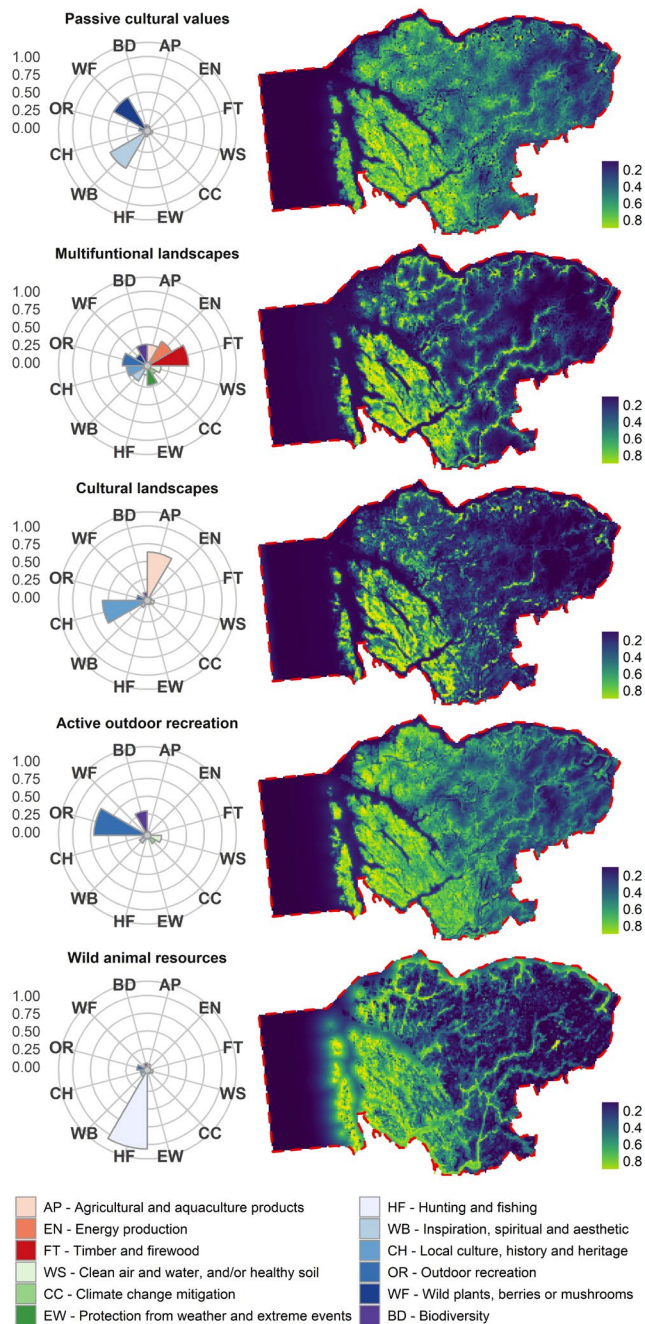 Passive cultural values
BD AP
WF EN
OR FT
CH WS
WB CC
HF EW
1.00
0.75
0.50
0.25
0.00
0.2
0.4
0.6
0.8
Multifuntional landscapes
BD AP
WF EN
OR FT
CH WS
WB CC
HF EW
1.00
0.75
0.50
0.25
0.00
0.2
0.4
0.6
0.8
Cultural landscapes
BD AP
WF EN
OR FT
CH WS
WB CC
HF EW
1.00
0.75
0.50
0.25
0.00
0.2
0.4
0.6
0.8
Active outdoor recreation
BD AP
WF EN
OR FT
CH WS
WB CC
HF EW
1.00
0.75
0.50
0.25
0.00
0.2
0.4
0.6
0.8
Wild animal resources
BD AP
WF EN
OR FT
CH WS
WB CC
HF EW
1.00
0.75
0.50
0.25
0.00
0.2
0.4
0.6
0.8
AP - Agricultural and aquaculture products
EN - Energy production
FT - Timber and firewood
WS - Clean air and water, and/or healthy soil
CC - Climate change mitigation
EW - Protection from weather and extreme events
HF - Hunting and fishing
WB - Inspiration, spiritual and aesthetic
CH - Local culture, history and heritage
OR - Outdoor recreation
WF - Wild plants, berries or mushrooms
BD - Biodiversity